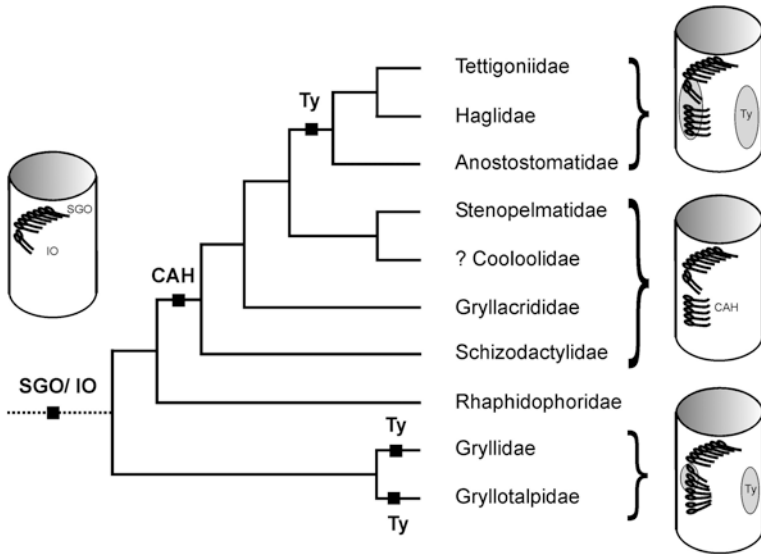 Tettigoniidae
Ty
Haglidae
Ty
Anostostomatidae
Stenopelmatidae
SGO
IO
? Cooloolidae
CAH
Gryllacrididae
CAH
Schizodactylidae
SGO/ IO
Rhaphidophoridae
Ty
Gryllidae
Ty
Gryllotalpidae
Ty